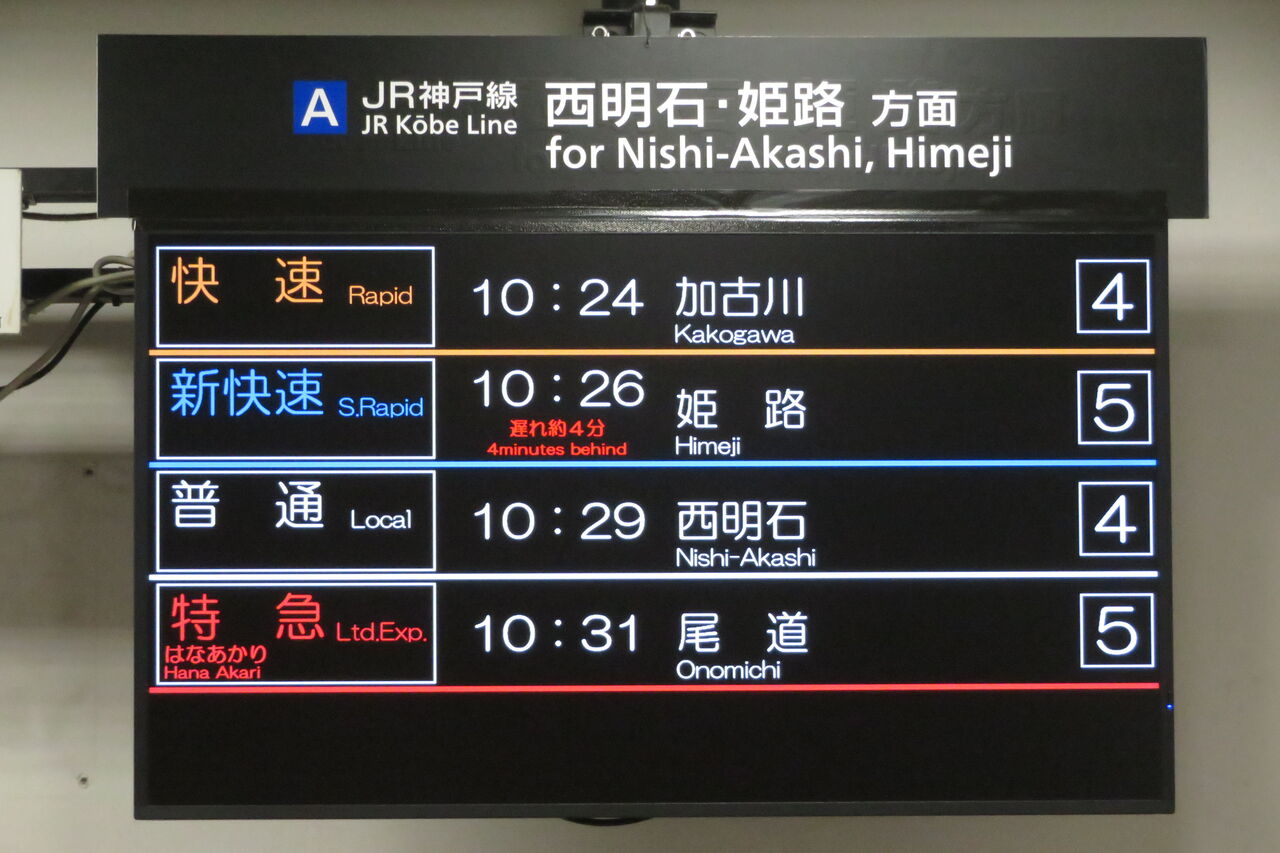 A JR神戸線 西明石・姫路 方面
JR Kōbe Line for Nishi-Akashi, Himeji
快 速 Rapid 10:24 加古川 4
Kakogawa
新快速 S.Rapid 10:26 姫 路 5
遅れ約4分
4minutes behind Himeji
普 通 Local 10:29 西明石 4
Nishi-Akashi
特 急 Ltd.Exp. 10:31 尾 道 5
はなあかり
Hana Akari Onomichi